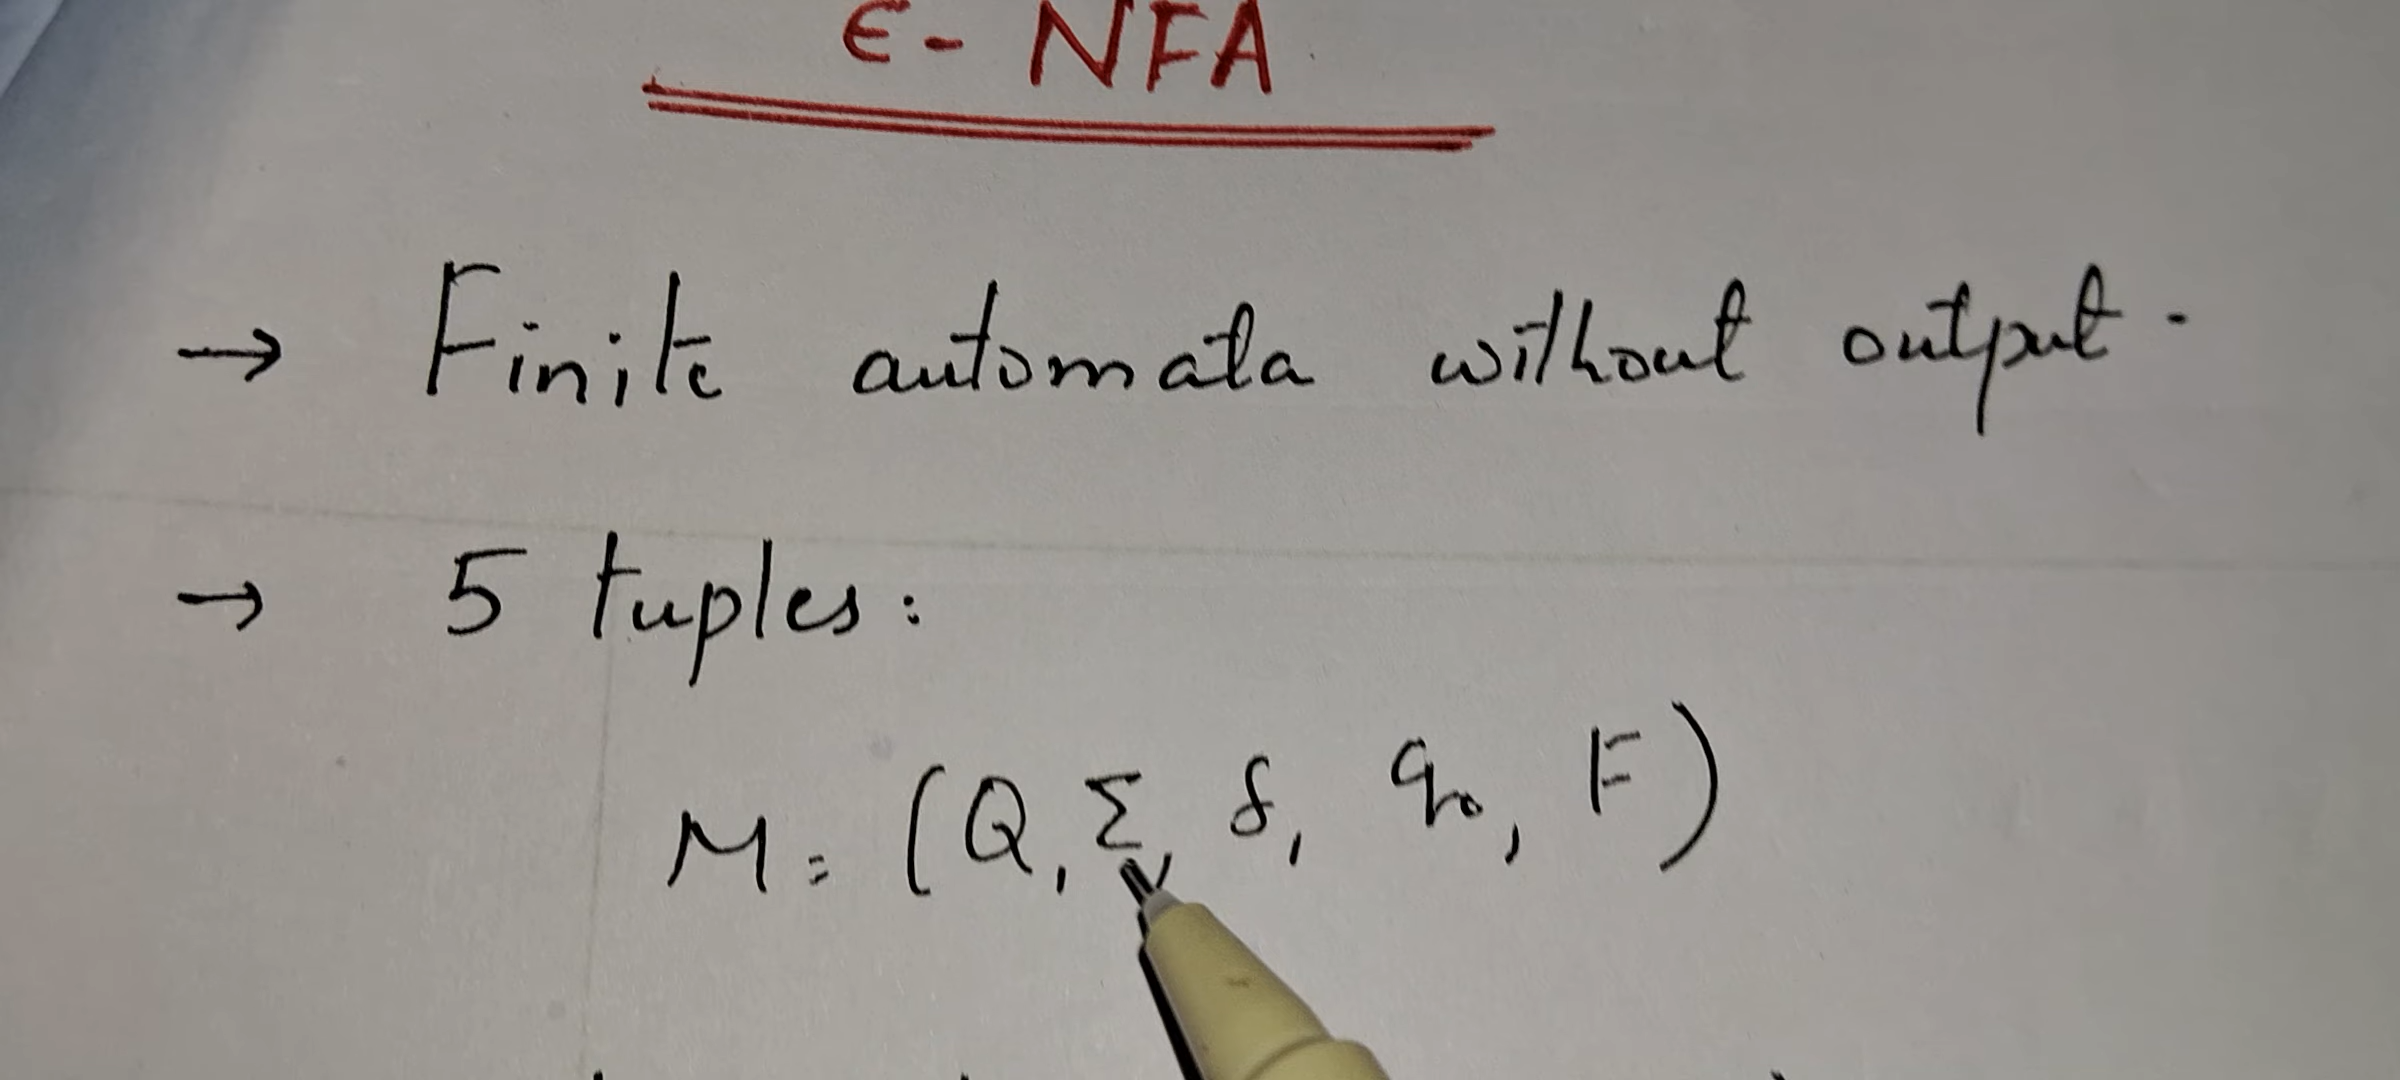 ε- NFA
→ Finite automata without output.
→ 5 tuples:
M = (Q, Σ, δ, q₀, F)